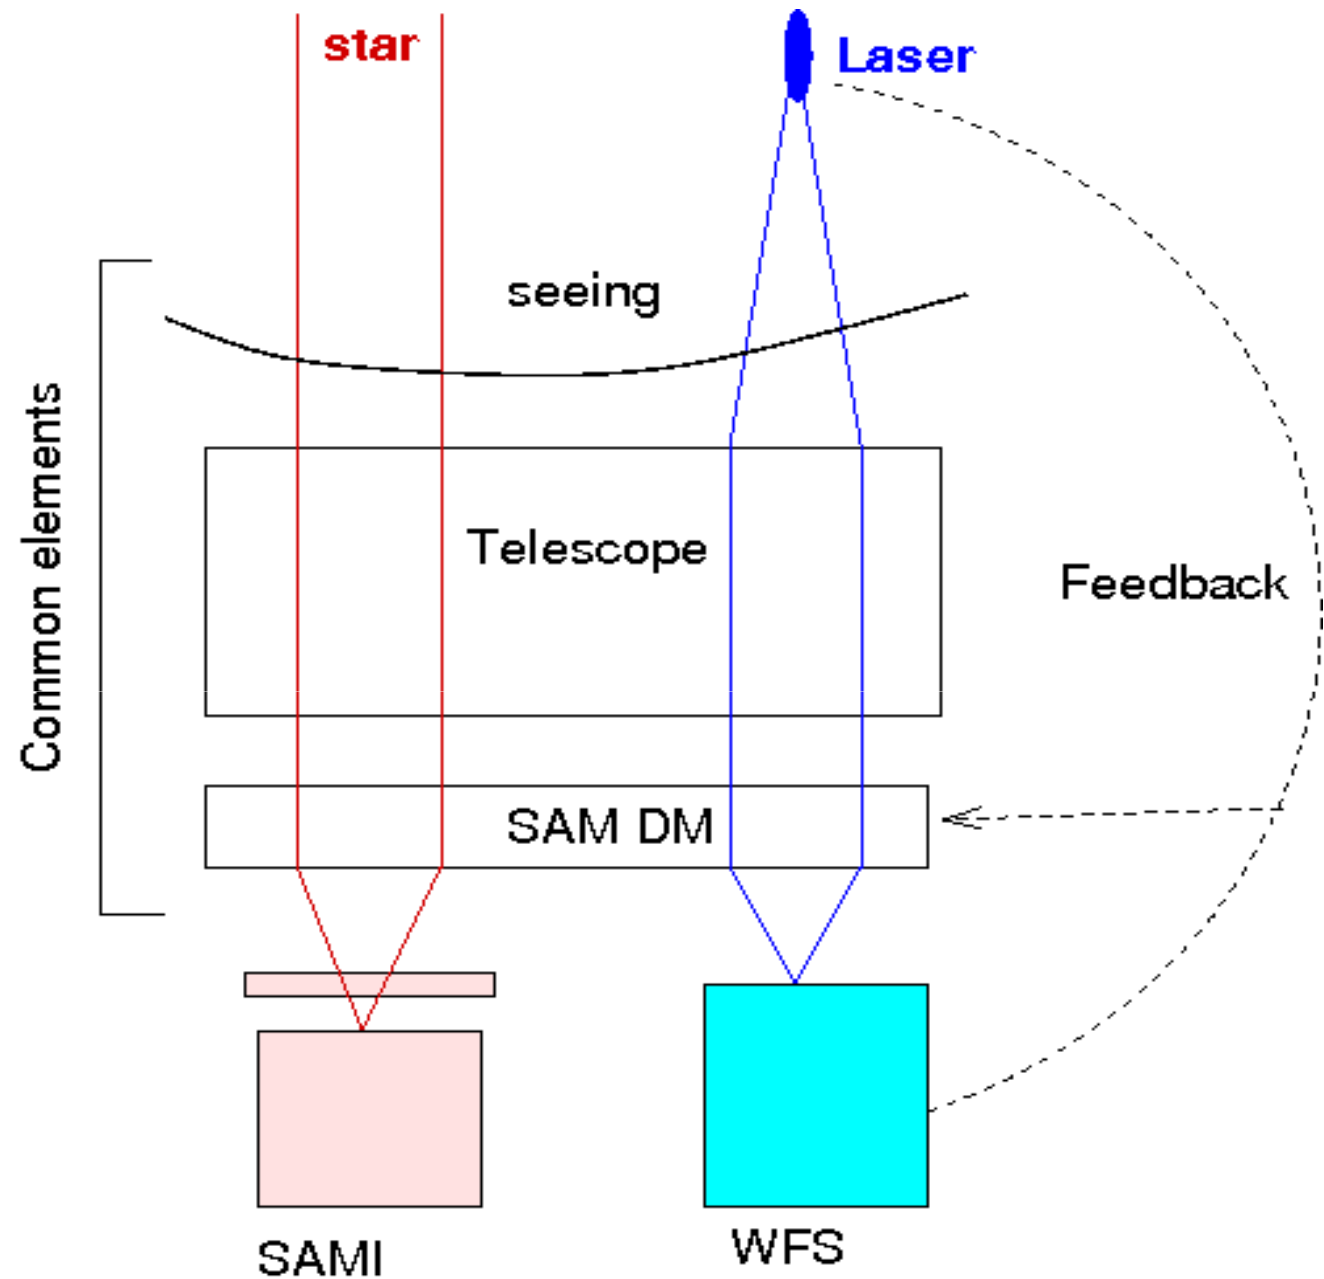 star
Laser
seeing
Common elements
Telescope
Feedback
SAM DM
SAMI
WFS